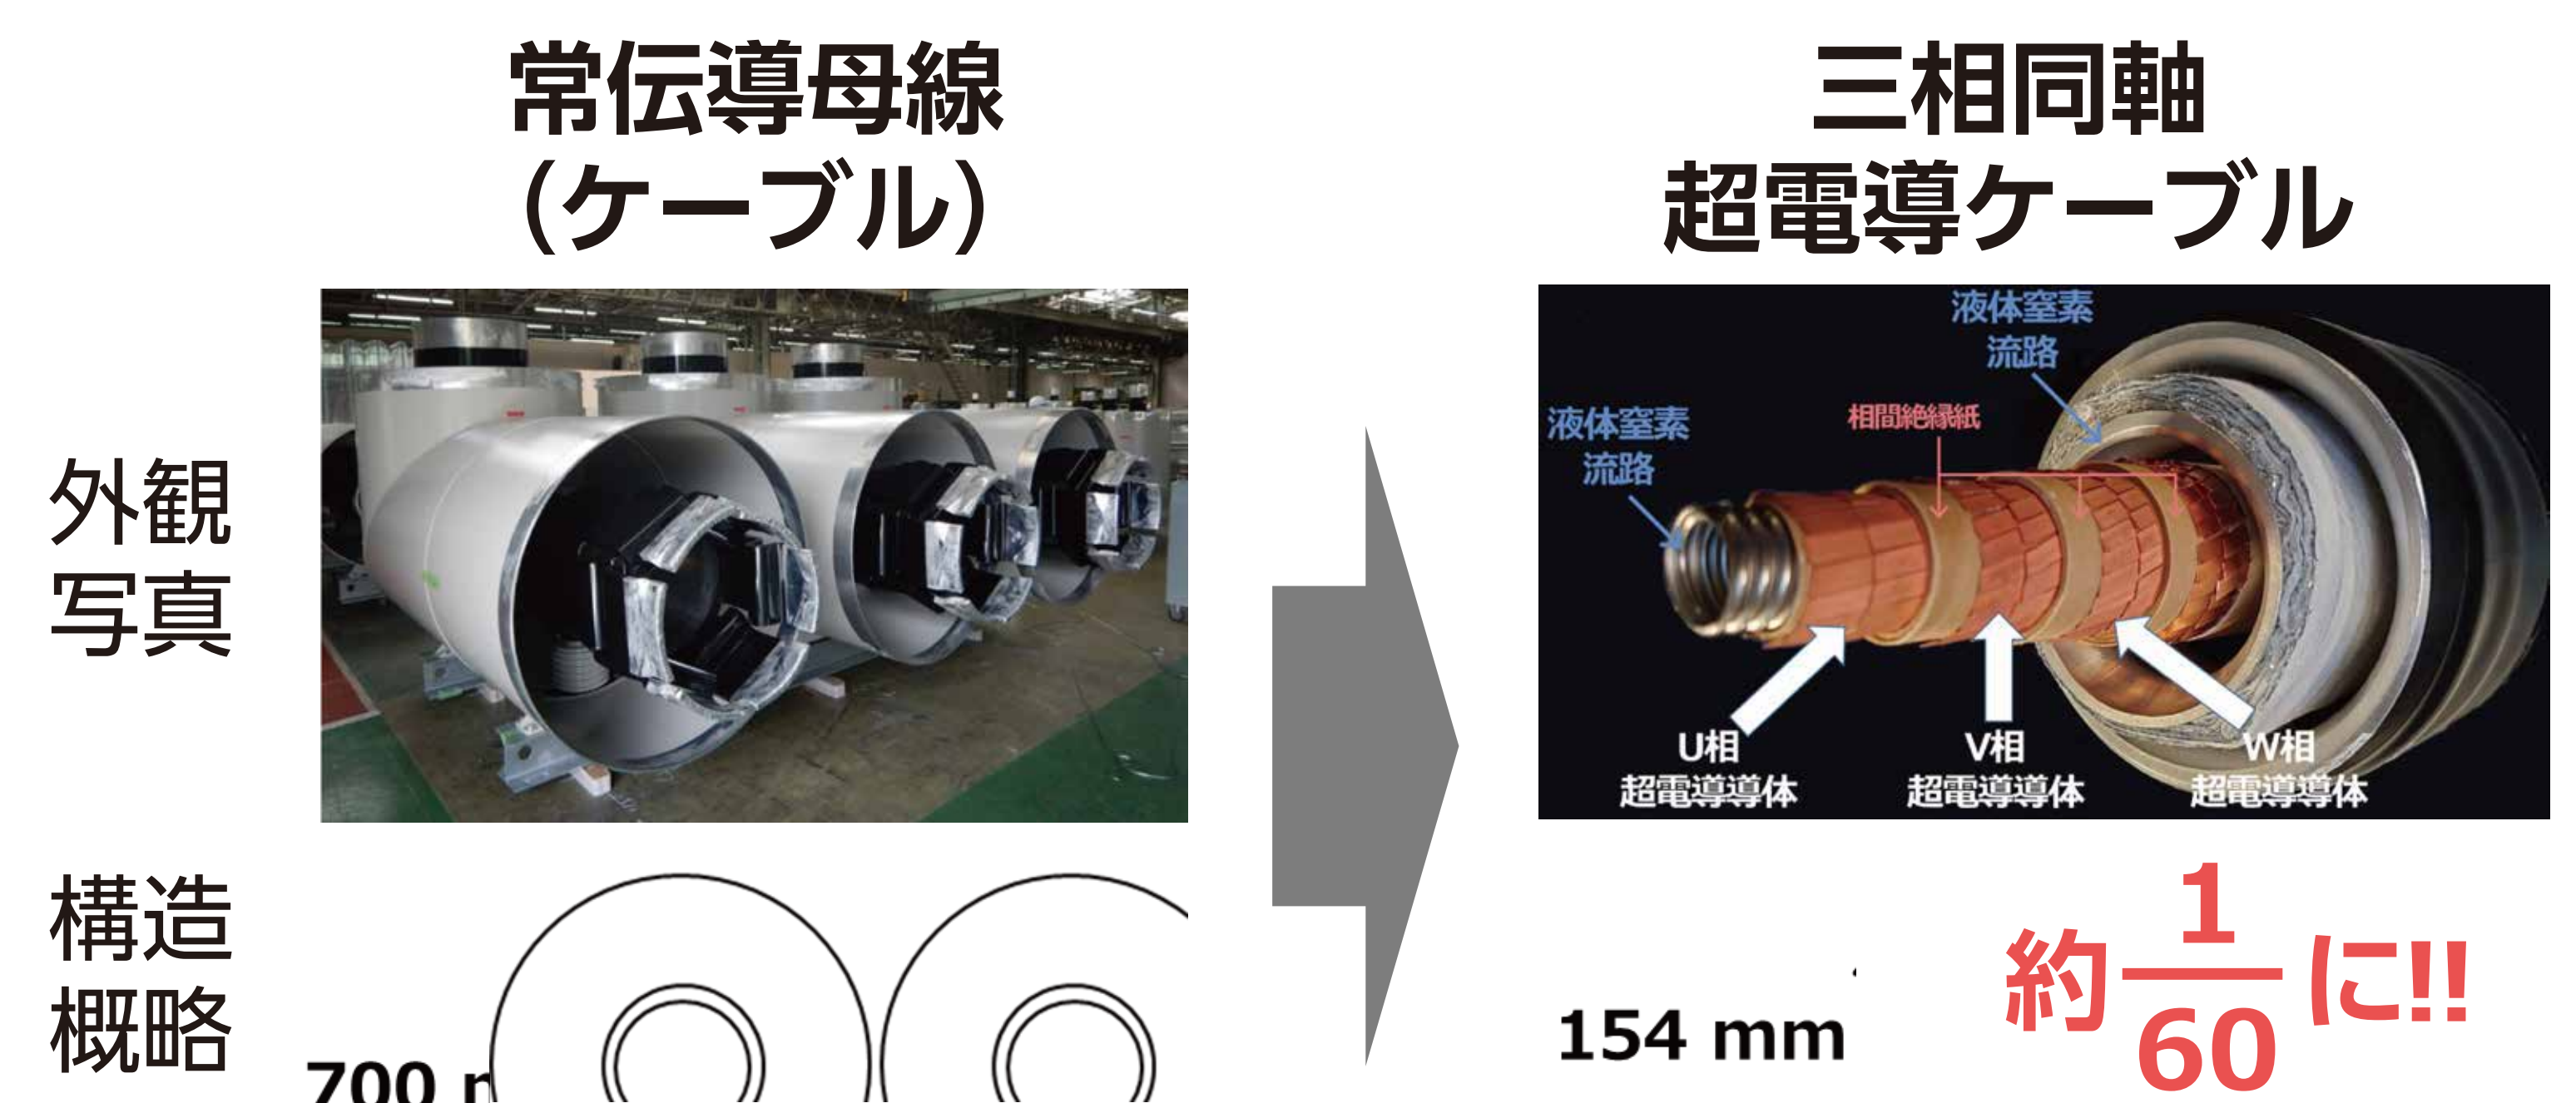 常伝導母線
（ケーブル）
三相同軸
超電導ケーブル
外観
写真
液体窒素
流路
液体窒素
流路
相間絶縁紙
U相
超電導導体
V相
超電導導体
W相
超電導導体
構造
概略
700
154 mm
約1/60に!!